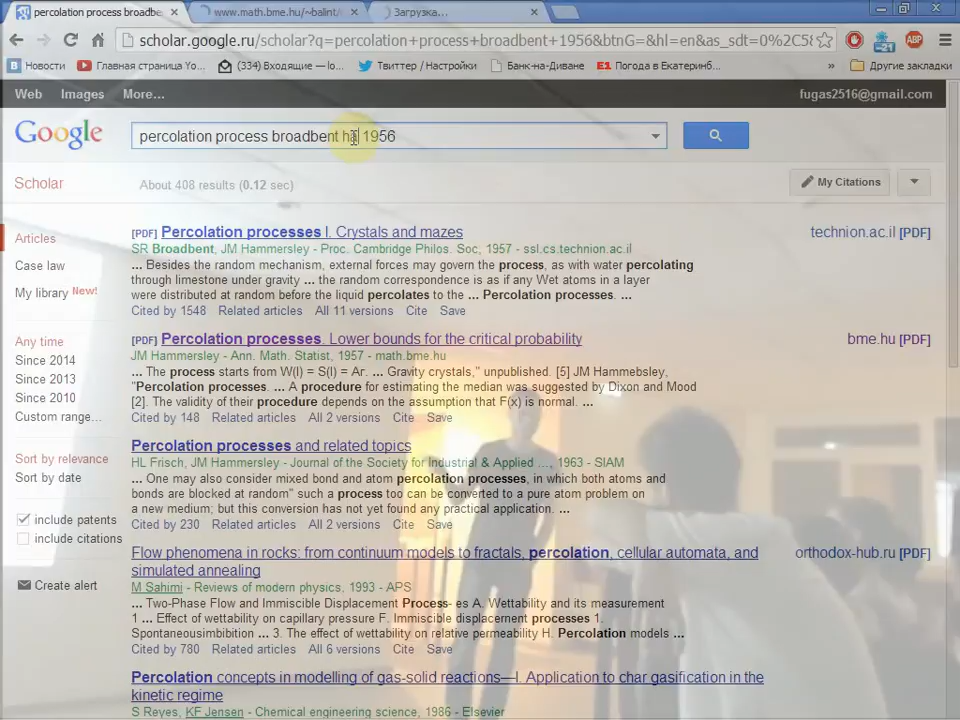 percolation process broadbe
www.math.bme.hu/~balint/
Загрузка...
scholar.google.ru/scholar?q=percolation+process+broadbent+1956&btnG=&hl=en&as_sdt=0%2C5
Новости
Главная страница Yo...
(334) Входящие — lo...
Твиттер / Настройки
Банк-на-Диване
E1 Погода в Екатеринб...
»
Другие закладки
Web Images More...
fugas2516@gmail.com
Google
percolation process broadbent ha 1956
Scholar
About 408 results (0.12 sec)
My Citations
Articles
Case law
My library New!
Any time
Since 2014
Since 2013
Since 2010
Custom range...
Sort by relevance
Sort by date
include patents
include citations
Create alert
[PDF] Percolation processes I. Crystals and mazes
technion.ac.il [PDF]
SR Broadbent, JM Hammersley - Proc. Cambridge Philos. Soc, 1957 - ssl.cs.technion.ac.il
... Besides the random mechanism, external forces may govern the process, as with water percolating
through limestone under gravity ... the random correspondence is as if any Wet atoms in a layer
were distributed at random before the liquid percolates to the ... Percolation processes. ...
Cited by 1548 Related articles All 11 versions Cite Save
[PDF] Percolation processes. Lower bounds for the critical probability
bme.hu [PDF]
JM Hammersley - Ann. Math. Statist, 1957 - math.bme.hu
... The process starts from W(l) = S(l) = Ar. ... Gravity crystals," unpublished. [5] JM Hammebsley,
"Percolation processes. ... A procedure for estimating the median was suggested by Dixon and Mood
[2]. The validity of their procedure depends on the assumption that F(x) is normal. ...
Cited by 148 Related articles All 2 versions Cite Save
Percolation processes and related topics
HL Frisch, JM Hammersley - Journal of the Society for Industrial & Applied ..., 1963 - SIAM
... One may also consider mixed bond and atom percolation processes, in which both atoms and
bonds are blocked at random" such a process too can be converted to a pure atom problem on
a new medium; but this conversion has not yet found any practical application. ...
Cited by 230 Related articles All 2 versions Cite Save
Flow phenomena in rocks: from continuum models to fractals, percolation, cellular automata, and
simulated annealing
orthodox-hub.ru [PDF]
M Sahimi - Reviews of modern physics, 1993 - APS
... Two-Phase Flow and Immiscible Displacement Process- es A. Wettability and its measurement
1 ... Effect of wettability on capillary pressure F. Immiscible displacement processes 1.
Spontaneousimbibition ... 3. The effect of wettability on relative permeability H. Percolation models ...
Cited by 780 Related articles All 6 versions Cite Save
Percolation concepts in modelling of gas-solid reactions—I. Application to char gasification in the
kinetic regime
S Reyes, KF Jensen - Chemical engineering science, 1986 - Elsevier